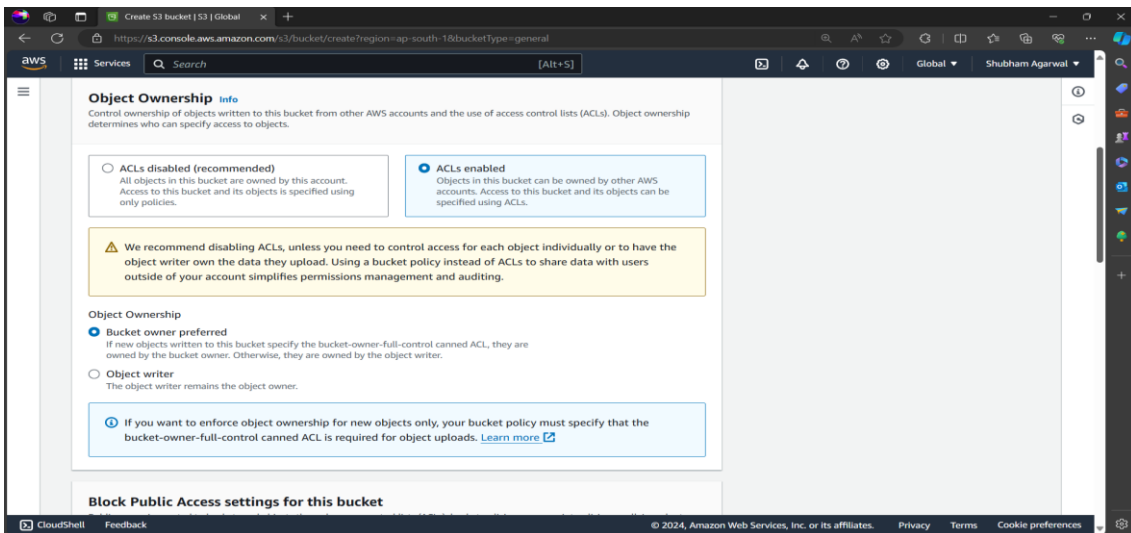 Create S3 bucket | S3 | Global
https://s3.console.aws.amazon.com/s3/bucket/create?region=ap-south-1&bucketType=general
aws
Services
Search
[Alt+S]
Global
Shubham Agarwal
Object Ownership Info
Control ownership of objects written to this bucket from other AWS accounts and the use of access control lists (ACLs). Object ownership
determines who can specify access to objects.
ACLs disabled (recommended)
All objects in this bucket are owned by this account.
Access to this bucket and its objects is specified using
only policies.
ACLs enabled
Objects in this bucket can be owned by other AWS
accounts. Access to this bucket and its objects can be
specified using ACLs.
We recommend disabling ACLs, unless you need to control access for each object individually or to have the
object writer own the data they upload. Using a bucket policy instead of ACLs to share data with users
outside of your account simplifies permissions management and auditing.
Object Ownership
Bucket owner preferred
If new objects written to this bucket specify the bucket-owner-full-control canned ACL, they are
owned by the bucket owner. Otherwise, they are owned by the object writer.
Object writer
The object writer remains the object owner.
If you want to enforce object ownership for new objects only, your bucket policy must specify that the
bucket-owner-full-control canned ACL is required for object uploads. Learn more
Block Public Access settings for this bucket
CloudShell
Feedback
© 2024, Amazon Web Services, Inc. or its affiliates.
Privacy
Terms
Cookie preferences